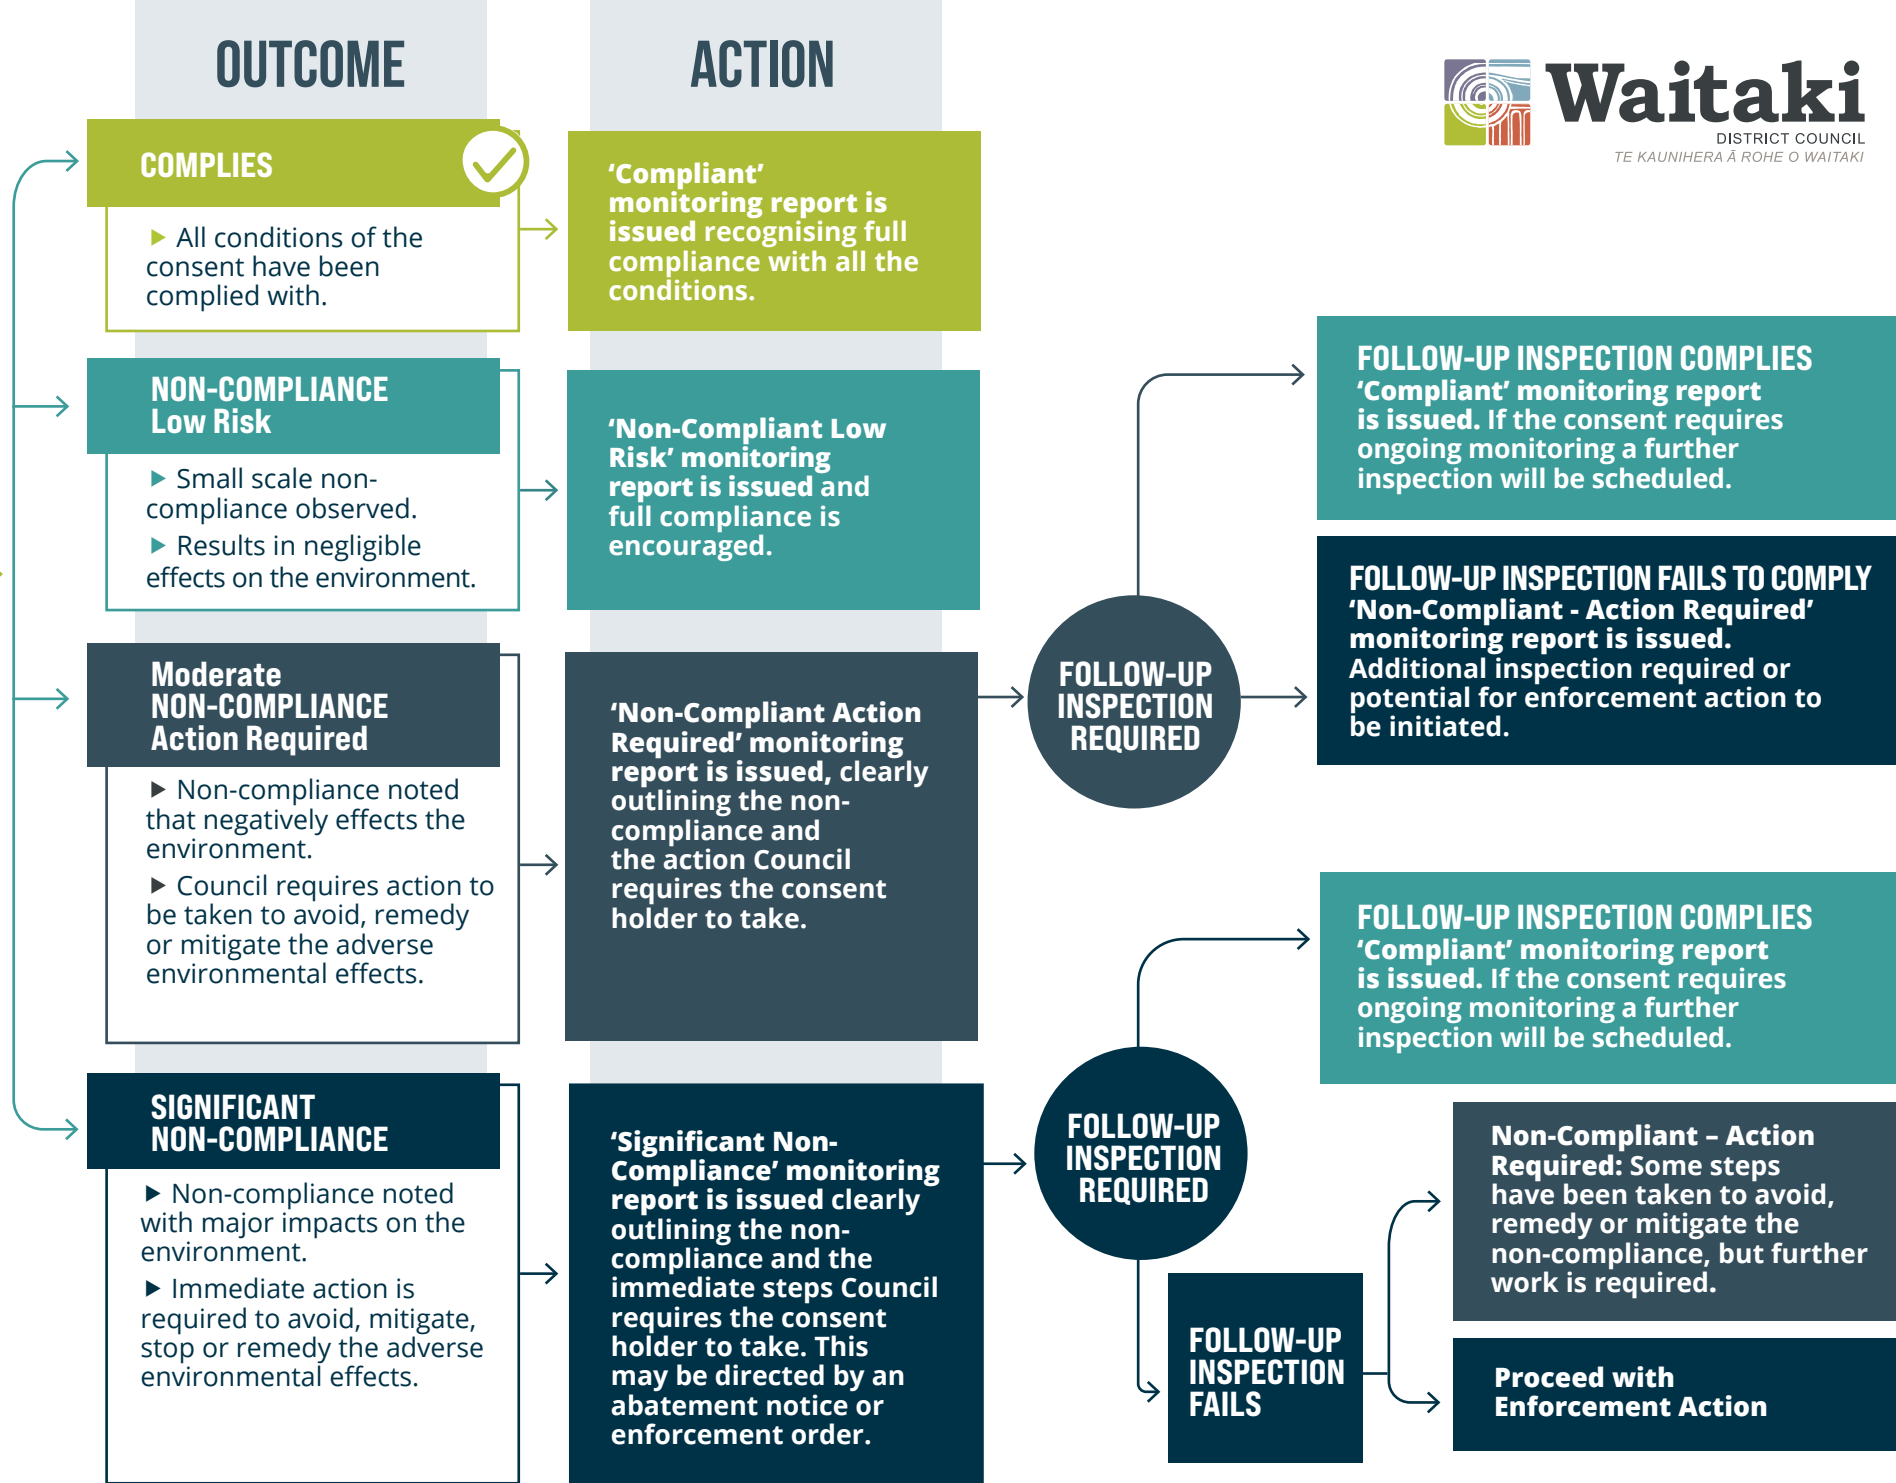 OUTCOME
ACTION
Waitaki
DISTRICT COUNCIL
TE KAUNIHERA Ā ROHE O WAITAKI
COMPLIES
▶ All conditions of the
consent have been
complied with.
‘Compliant’
monitoring report is
issued recognising full
compliance with all the
conditions.
NON-COMPLIANCE
Low Risk
▶ Small scale non-
compliance observed.
▶ Results in negligible
effects on the environment.
‘Non-Compliant Low
Risk’ monitoring
report is issued and
full compliance is
encouraged.
Moderate
NON-COMPLIANCE
Action Required
▶ Non-compliance noted
that negatively effects the
environment.
▶ Council requires action to
be taken to avoid, remedy
or mitigate the adverse
environmental effects.
‘Non-Compliant Action
Required’ monitoring
report is issued, clearly
outlining the non-
compliance and
the action Council
requires the consent
holder to take.
FOLLOW-UP
INSPECTION
REQUIRED
FOLLOW-UP INSPECTION COMPLIES
‘Compliant’ monitoring report
is issued. If the consent requires
ongoing monitoring a further
inspection will be scheduled.
FOLLOW-UP INSPECTION FAILS TO COMPLY
‘Non-Compliant - Action Required’
monitoring report is issued.
Additional inspection required or
potential for enforcement action to
be initiated.
SIGNIFICANT
NON-COMPLIANCE
▶ Non-compliance noted
with major impacts on the
environment.
▶ Immediate action is
required to avoid, mitigate,
stop or remedy the adverse
environmental effects.
‘Significant Non-
Compliance’ monitoring
report is issued clearly
outlining the non-
compliance and the
immediate steps Council
requires the consent
holder to take. This
may be directed by an
abatement notice or
enforcement order.
FOLLOW-UP
INSPECTION
REQUIRED
FOLLOW-UP INSPECTION COMPLIES
‘Compliant’ monitoring report
is issued. If the consent requires
ongoing monitoring a further
inspection will be scheduled.
FOLLOW-UP
INSPECTION
FAILS
Non-Compliant – Action
Required: Some steps
have been taken to avoid,
remedy or mitigate the
non-compliance, but further
work is required.
Proceed with
Enforcement Action